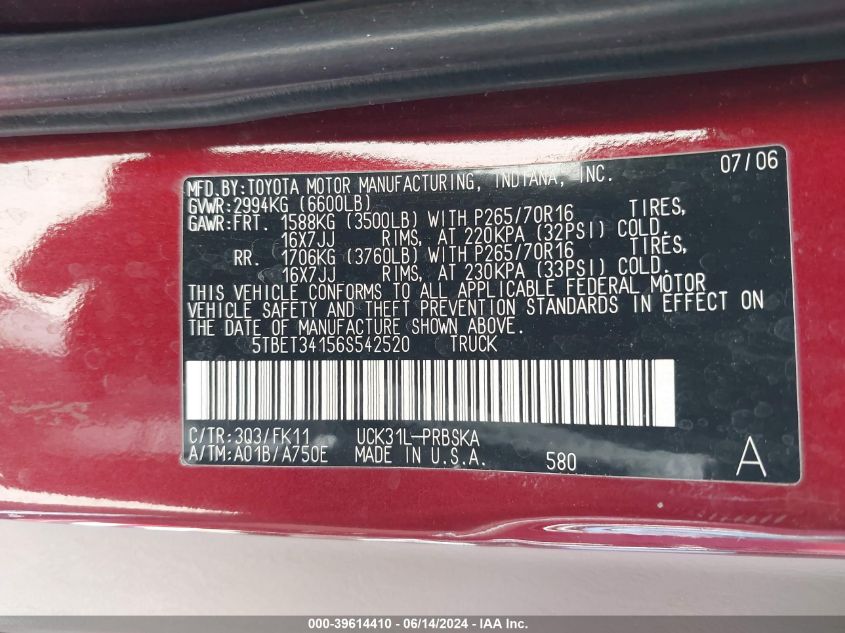 07/06
MFD.BY:TOYOTA MOTOR MANUFACTURING, INDIANA, INC.
GVWR:2994KG (6600LB)
GAWR:FRT. 1588KG (3500LB) WITH P265/70R16 TIRES,
16X7JJ RIMS, AT 220KPA (32PSI) COLD.
RR. 1706KG (3760LB) WITH P265/70R16 TIRES,
16X7JJ RIMS, AT 230KPA (33PSI) COLD.
THIS VEHICLE CONFORMS TO ALL APPLICABLE FEDERAL MOTOR
VEHICLE SAFETY AND THEFT PREVENTION STANDARDS IN EFFECT ON
THE DATE OF MANUFACTURE SHOWN ABOVE.
5TBET34156S542520 TRUCK
C/TR:3Q3/FK11 UCK31L-PRBSKA
A/TM:A01B/A750E MADE IN U.S.A. 580 A
000-39614410 - 06/14/2024 - IAA Inc.